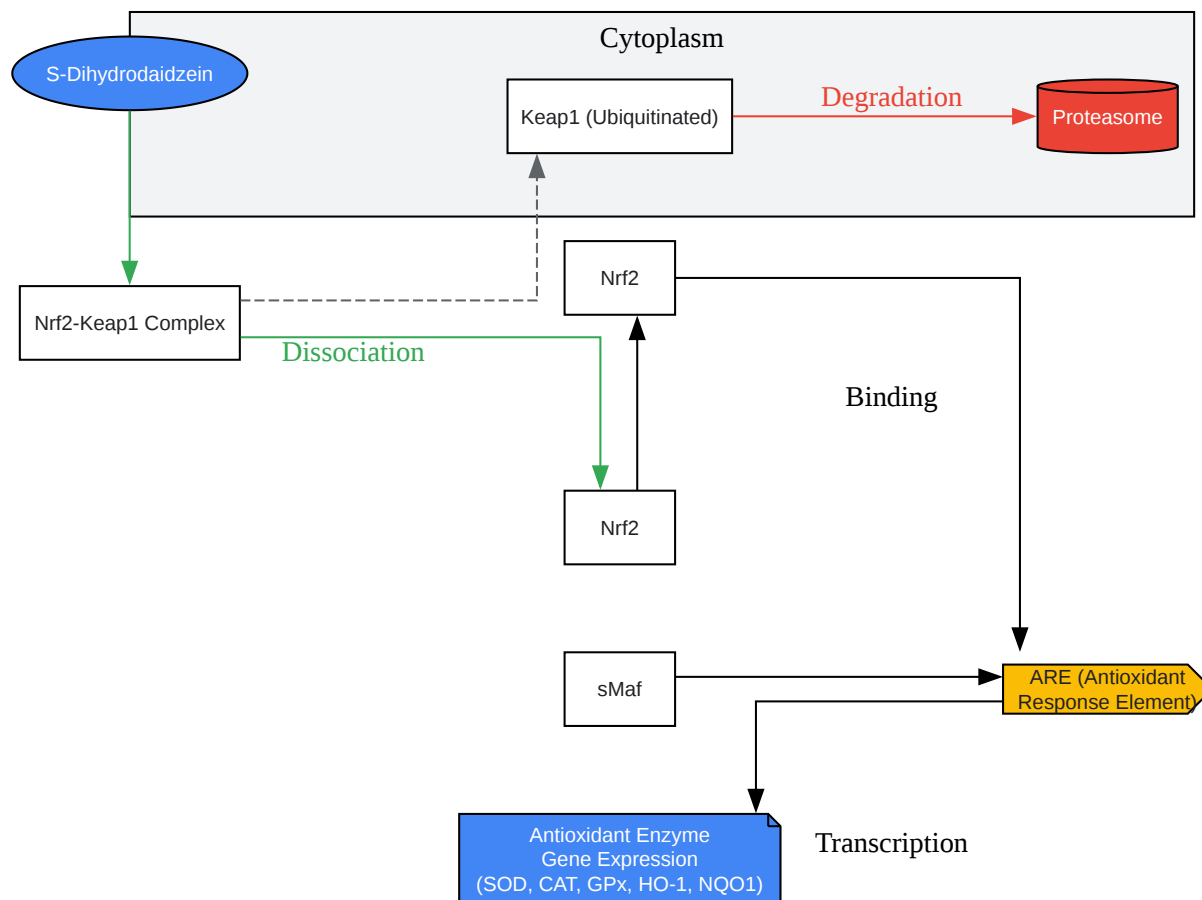 Cytoplasm
S-Dihydrodaidzein
Keap1 (Ubiquitinated)
Degradation
Proteasome
Nrf2
Nrf2-Keap1 Complex
Dissociation
Binding
Nrf2
sMaf
ARE (Antioxidant
Response Element)
Antioxidant Enzyme
Gene Expression
(SOD, CAT, GPx, HO-1, NQO1)
Transcription